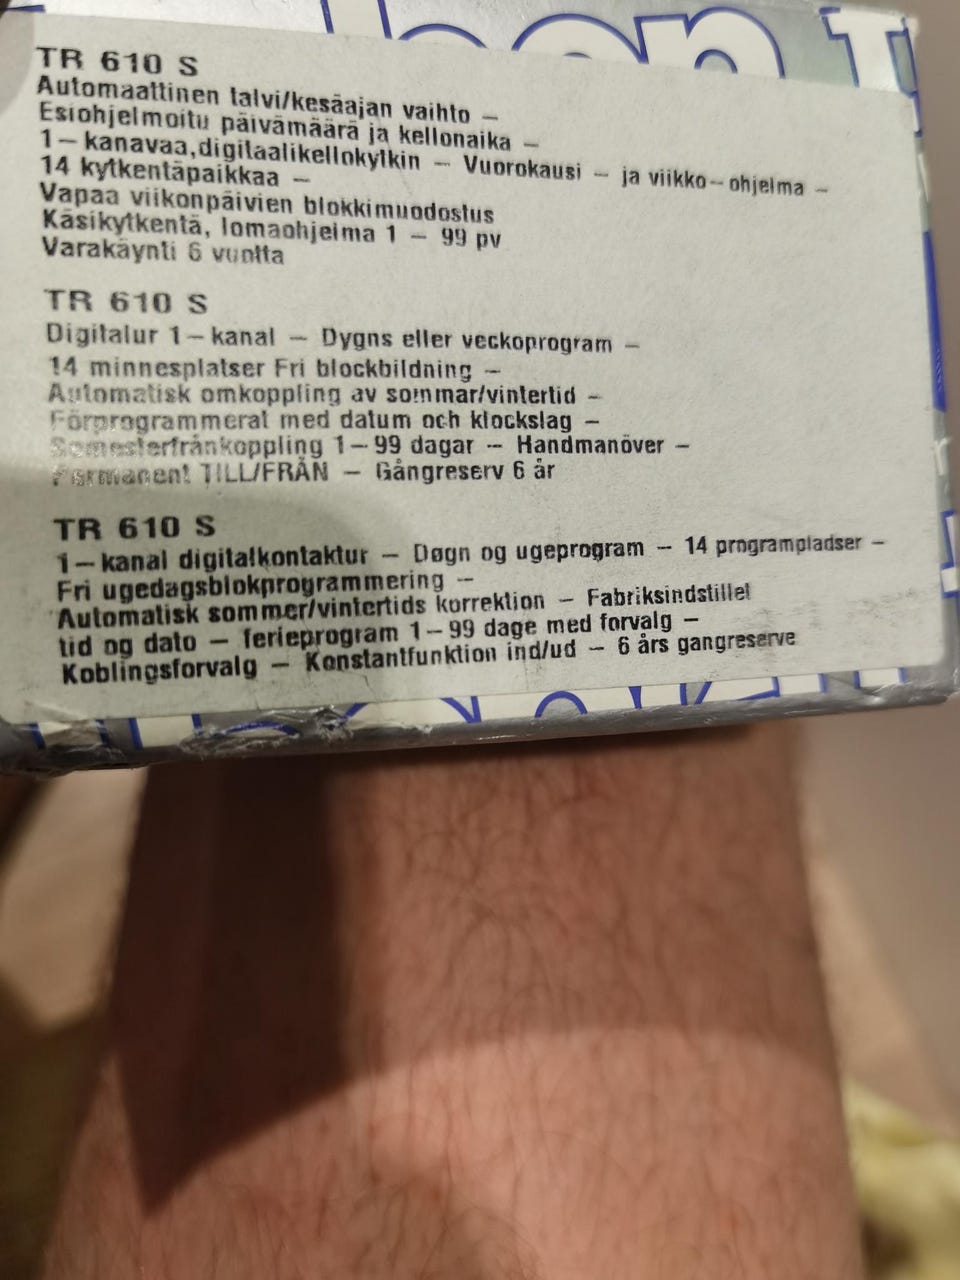 TR 610 S
Automaattinen talvi/kesäajan vaihto –
Esiohjelmoitu päivämäärä ja kellonaika –
1–kanavaa,digitaalikellokytkin – Vuorokausi – ja viikko–ohjelma –
14 kytkentäpaikkaa –
Vapaa viikonpäivien blokkimuodostus
Käsikytkentä, lomaohjelma 1 – 99 pv
Varakäynti 6 vuotta
TR 610 S
Digitalur 1–kanal – Dygns eller veckoprogram –
14 minnesplatser Fri blockbildning –
Automatisk omkoppling av sommar/vintertid –
Förprogrammerat med datum och klockslag –
Semesterfrånkoppling 1–99 dagar – Handmanöver –
Permanent TILL/FRÅN – Gångreserv 6 år
TR 610 S
1–kanal digitalkontaktur – Døgn og ugeprogram – 14 programpladser –
Fri ugedagsblokprogrammering –
Automatisk sommer/vintertids korrektion – Fabriksindstillet
tid og dato – ferieprogram 1–99 dage med forvalg –
Koblingsforvalg – Konstantfunktion ind/ud – 6 års gangreserve